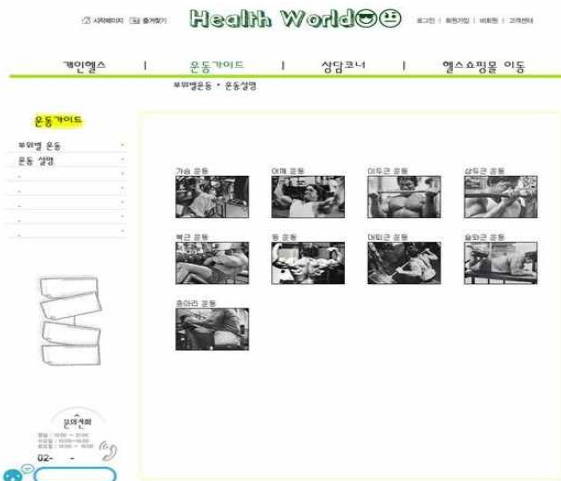 시작페이지 즐겨찾기
Health World
로그인 | 회원가입 | 비회원 | 고객센터
개인헬스 | 운동가이드 | 상담코너 | 헬스쇼핑몰 이동
부위별운동 • 운동설명
운동가이드
부위별 운동
운동 설명
가슴 운동 어깨 운동 이두근 운동 삼두근 운동
복근 운동 등 운동 대퇴근 운동 슬와근 운동
종아리 운동
문의전화
02- -